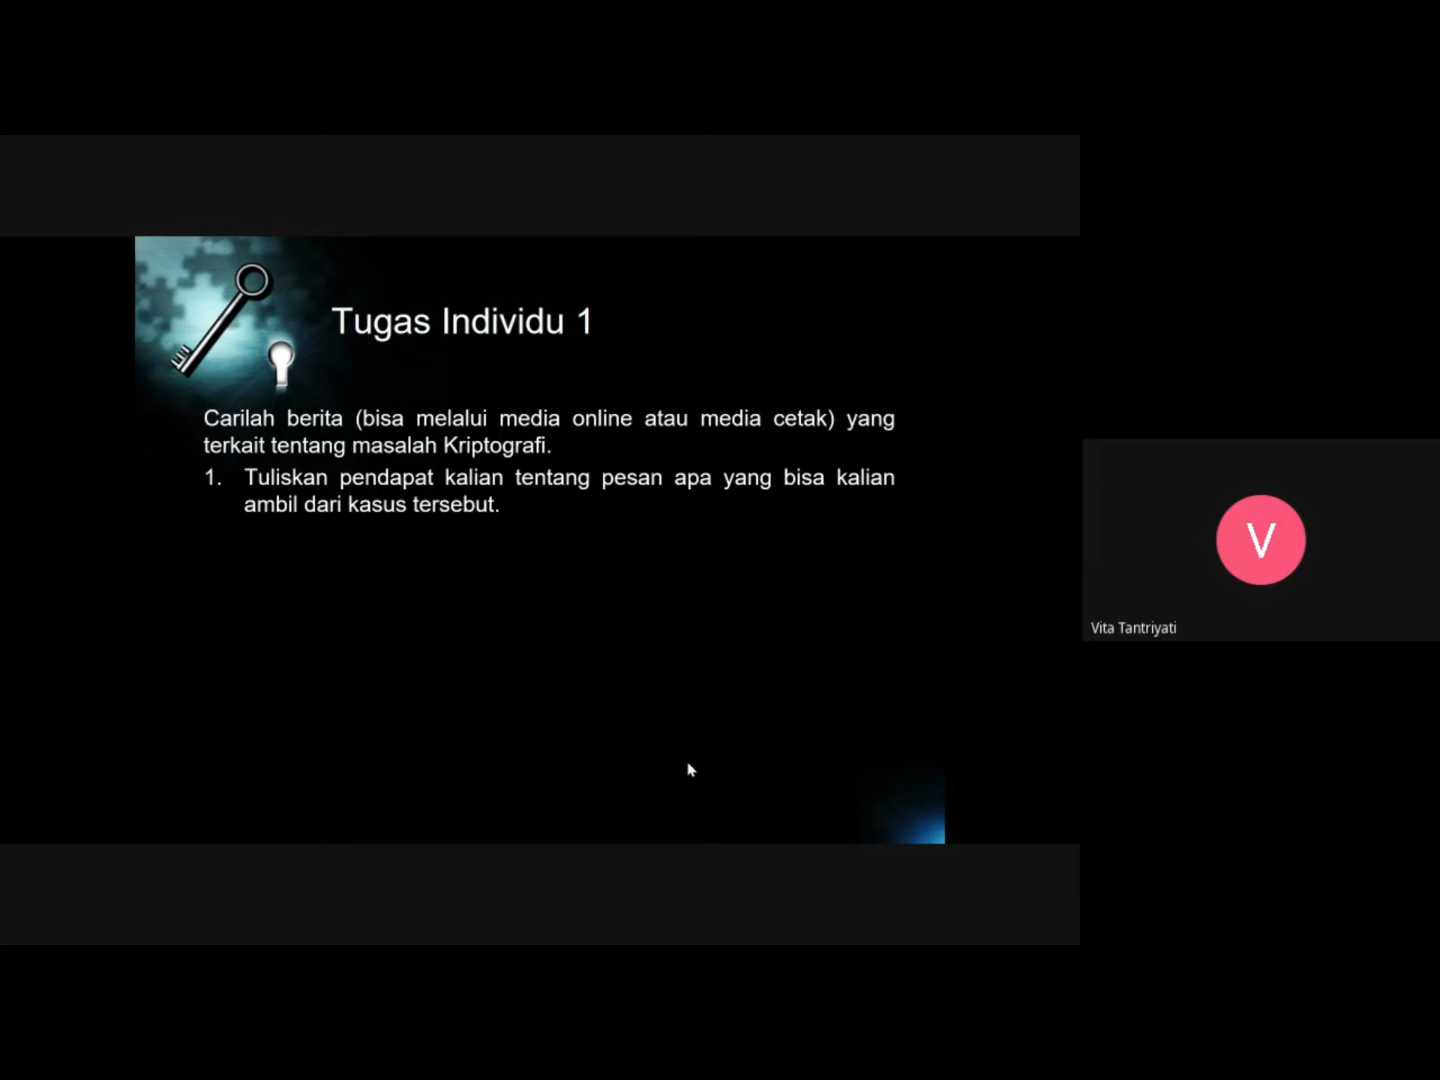 Tugas Individu 1
Carilah berita (bisa melalui media online atau media cetak) yang
terkait tentang masalah Kriptografi.
1. Tuliskan pendapat kalian tentang pesan apa yang bisa kalian
ambil dari kasus tersebut.
V
Vita Tantriyati